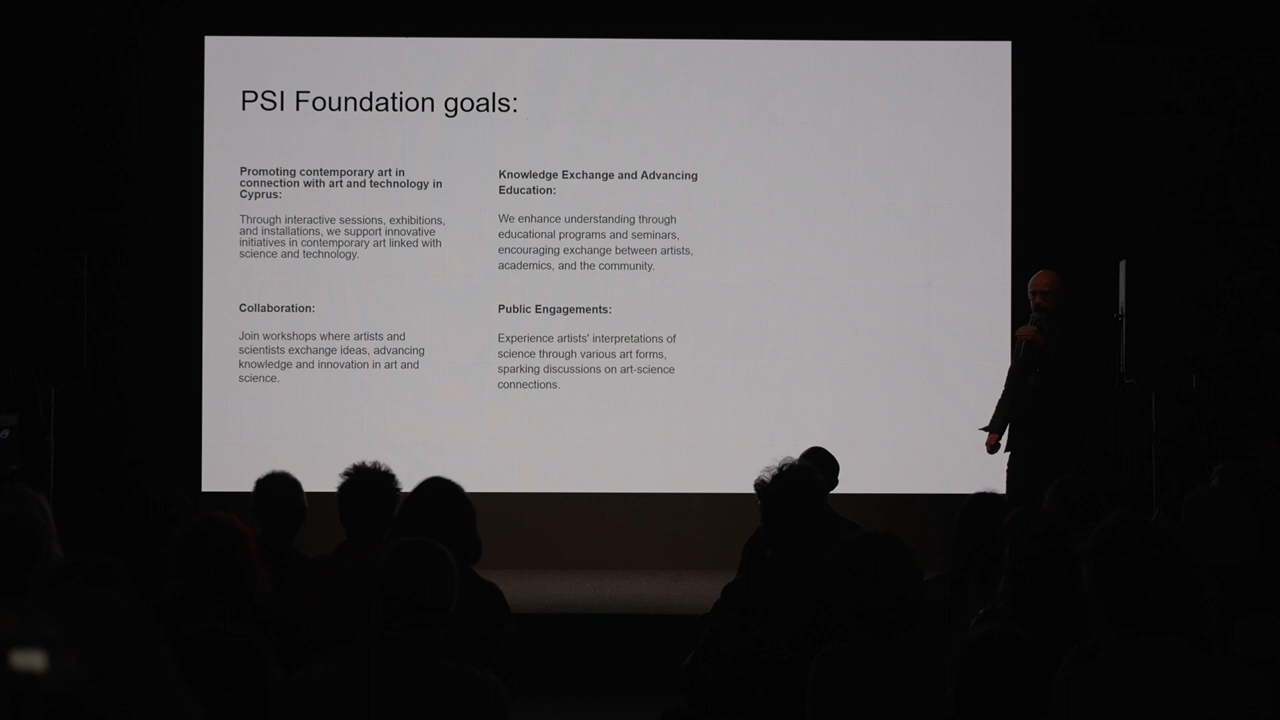 PSI Foundation goals:
Promoting contemporary art in
connection with art and technology in
Cyprus:
Through interactive sessions, exhibitions,
and installations, we support innovative
initiatives in contemporary art linked with
science and technology.
Knowledge Exchange and Advancing
Education:
We enhance understanding through
educational programs and seminars,
encouraging exchange between artists,
academics, and the community.
Collaboration:
Join workshops where artists and
scientists exchange ideas, advancing
knowledge and innovation in art and
science.
Public Engagements:
Experience artists' interpretations of
science through various art forms,
sparking discussions on art-science
connections.